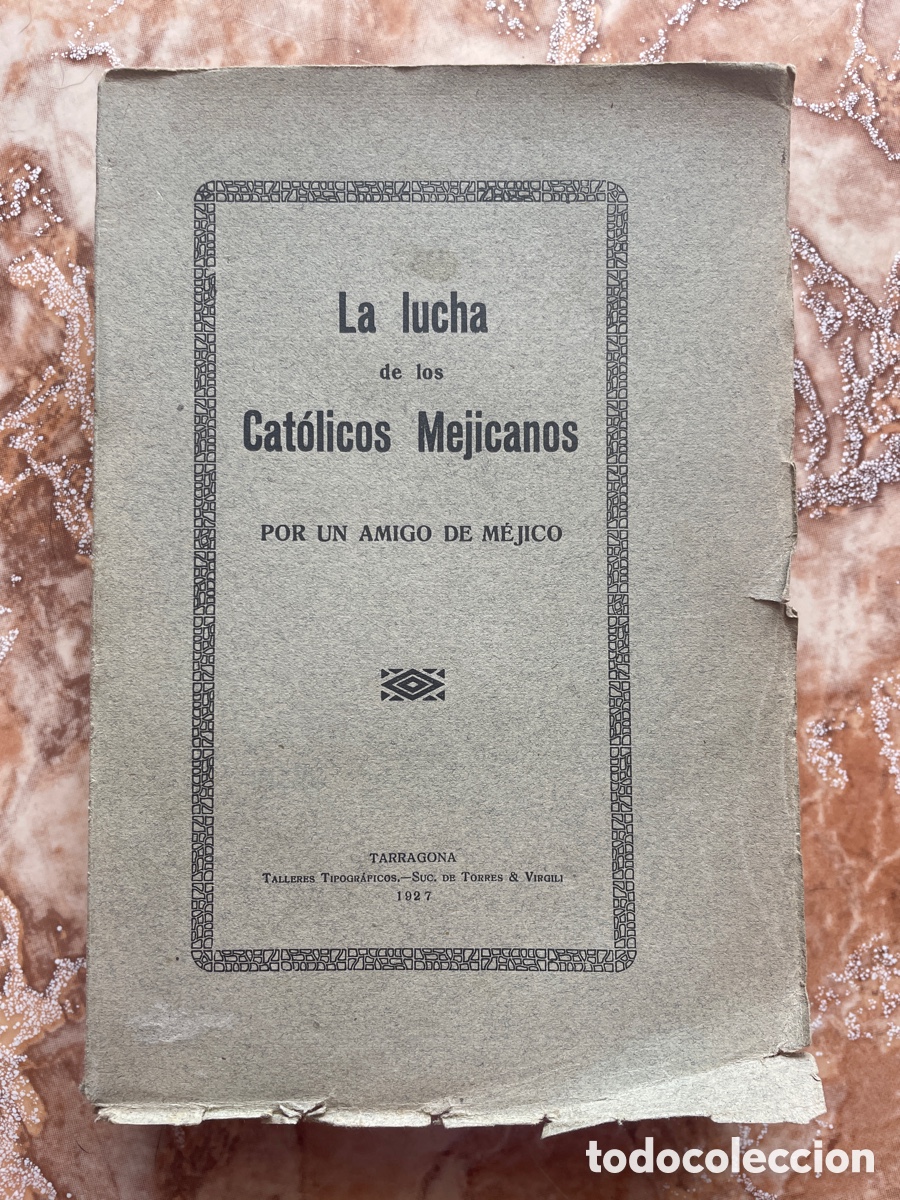 La lucha
de los
Católicos Mejicanos
POR UN AMIGO DE MÉJICO
TARRAGONA
TALLERES TIPOGRÁFICOS.—SUC. DE TORRES & VIRGILI
1927
todocoleccion